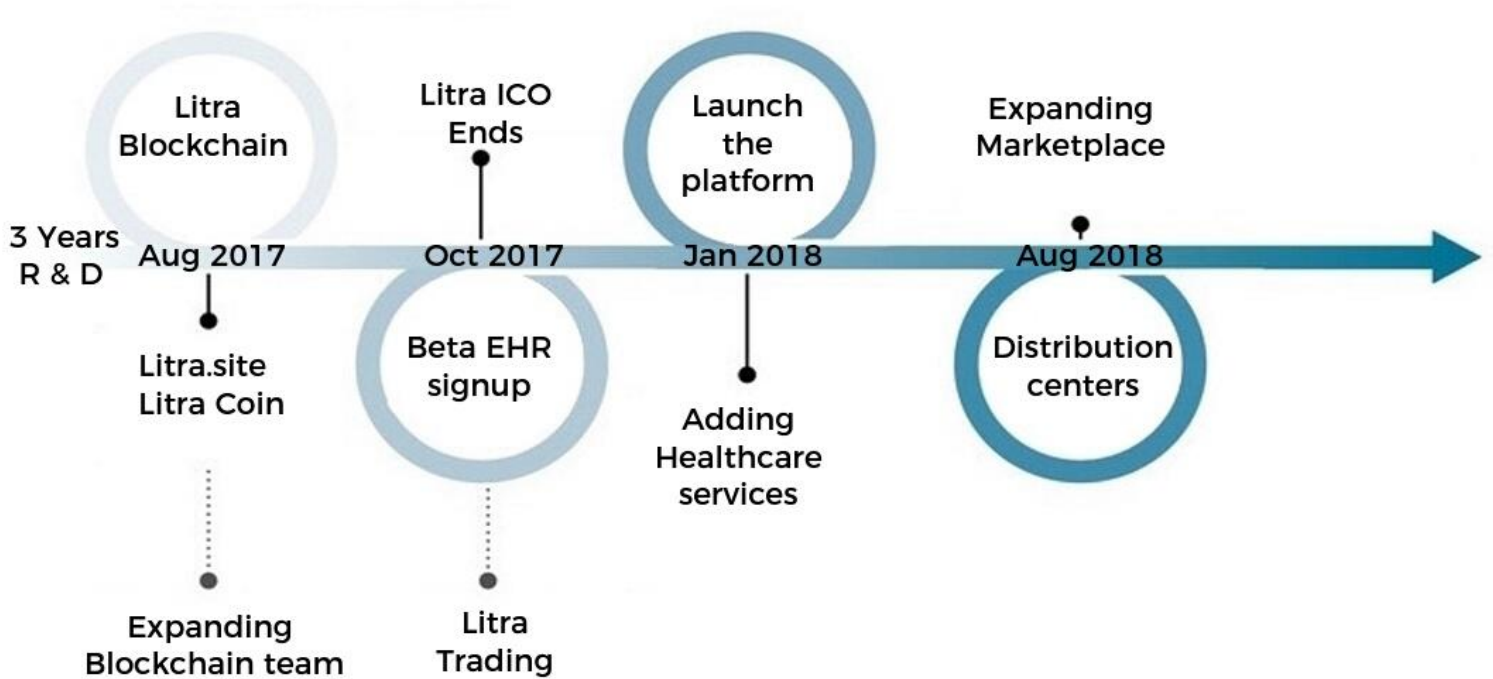 Litra
Blockchain
Litra ICO
Ends
Launch
the
platform
Expanding
Marketplace
3 Years
R & D
Aug 2017
Oct 2017
Jan 2018
Aug 2018
Litra.site
Litra Coin
Beta EHR
signup
Adding
Healthcare
services
Distribution
centers
Expanding
Blockchain team
Litra
Trading